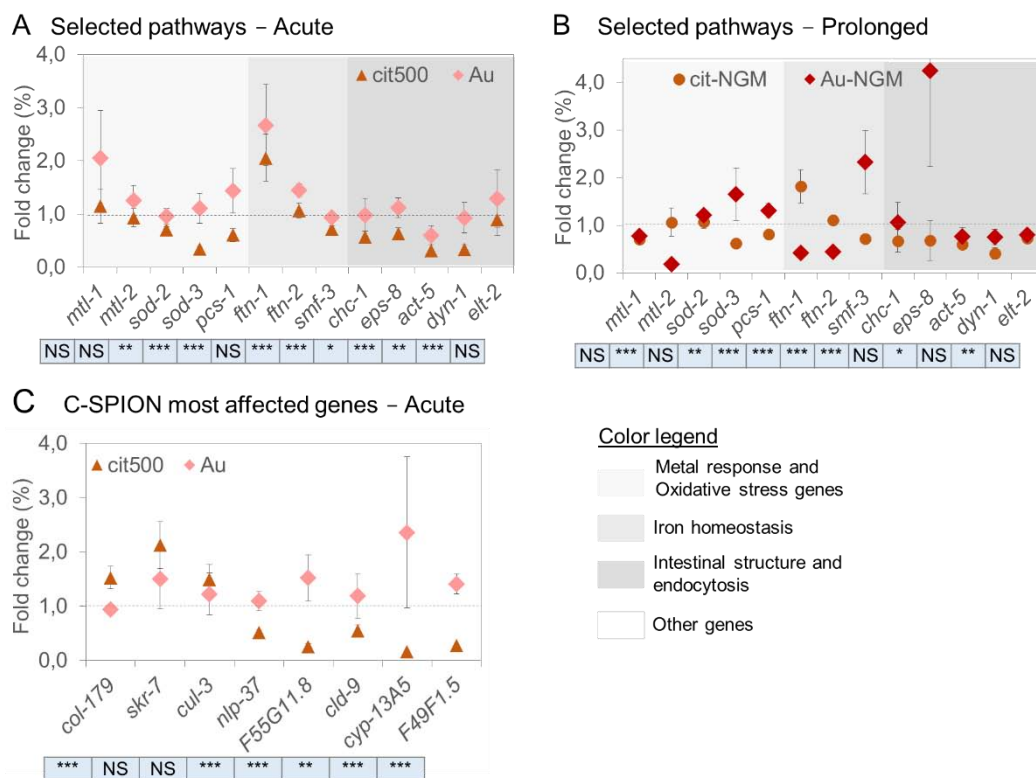 A Selected pathways – Acute
cit500 Au
Fold change (%)
4,0
3,0
2,0
1,0
0,0
mtl-1 mtl-2 sod-2 sod-3 pcs-1 ftn-1 ftn-2 smf-3 chc-1 eps-8 act-5 dyn-1 elt-2
NS NS ** *** *** NS *** *** * *** ** *** NS
B Selected pathways – Prolonged
cit-NGM Au-NGM
Fold change (%)
4,0
3,0
2,0
1,0
0,0
mtl-1 mtl-2 sod-2 sod-3 pcs-1 ftn-1 ftn-2 smf-3 chc-1 eps-8 act-5 dyn-1 elt-2
NS *** NS ** *** *** *** *** NS * NS ** NS
C C-SPION most affected genes – Acute
cit500 Au
Fold change (%)
4,0
3,0
2,0
1,0
0,0
col-179 skr-7 cul-3 nlp-37 F55G11.8 cld-9 cyp-13A5 F49F1.5
*** NS NS *** *** ** *** ***
Color legend
Metal response and
Oxidative stress genes
Iron homeostasis
Intestinal structure and
endocytosis
Other genes